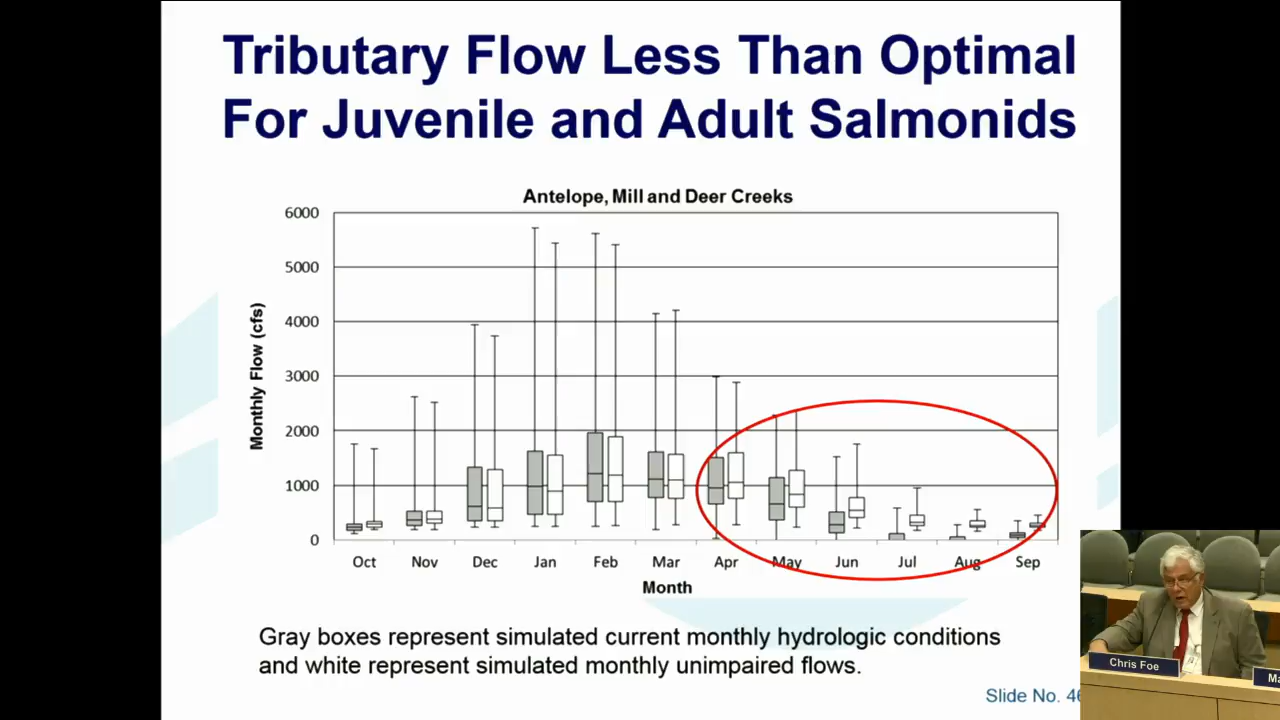 Tributary Flow Less Than Optimal
For Juvenile and Adult Salmonids
Antelope, Mill and Deer Creeks
Monthly Flow (cfs)
6000
5000
4000
3000
2000
1000
0
Oct Nov Dec Jan Feb Mar Apr May Jun Jul Aug Sep
Month
Gray boxes represent simulated current monthly hydrologic conditions
and white represent simulated monthly unimpaired flows.
Slide No. 46
Chris Foe
Ma